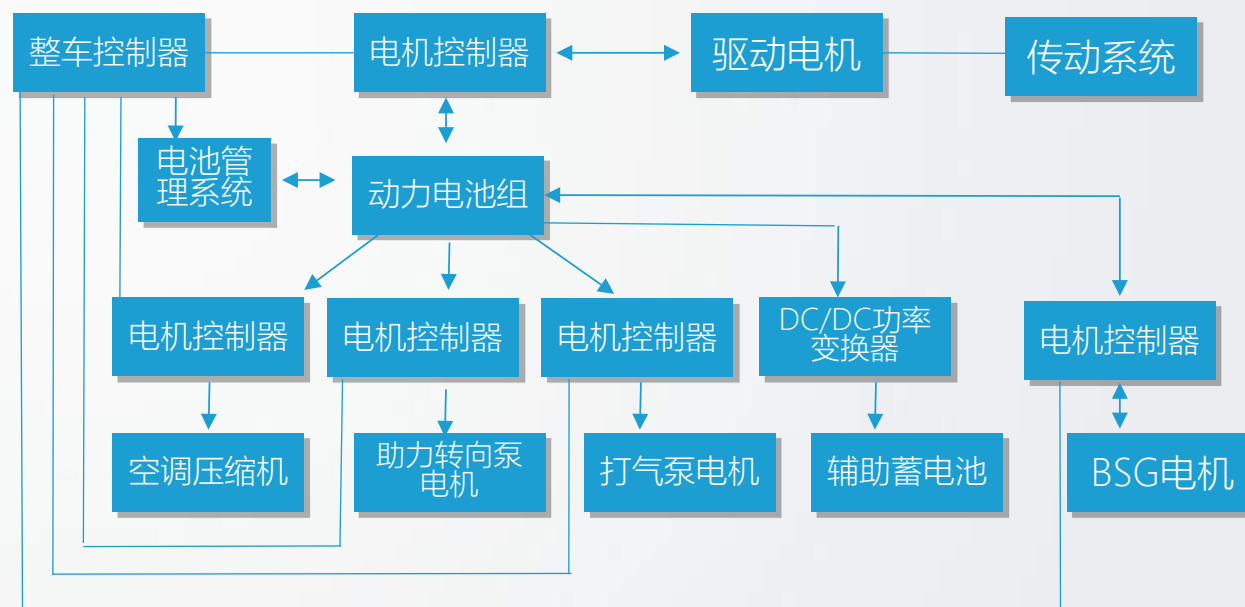 整车控制器
电机控制器
驱动电机
传动系统
电池管
理系统
动力电池组
电机控制器
电机控制器
电机控制器
DC/DC功率
变换器
电机控制器
空调压缩机
助力转向泵
电机
打气泵电机
辅助蓄电池
BSG电机